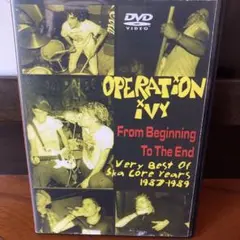 DVD
VIDEO
OPERATION
iVY
From Beginning
To The End
Very Best Of
Ska Core Years
1987-1989